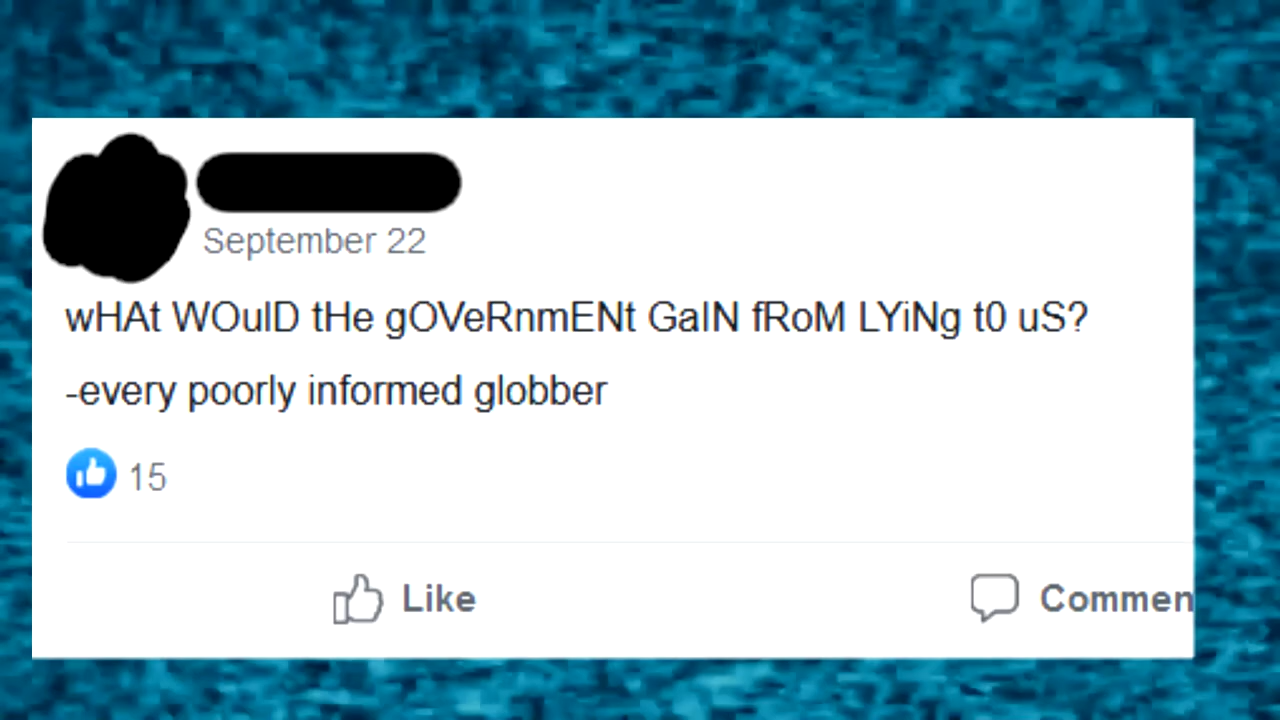 September 22
wHAt WOulD tHe gOVeRnmENt GaIN fRoM LYiNg t0 uS?
-every poorly informed globber
15
Like
Commen